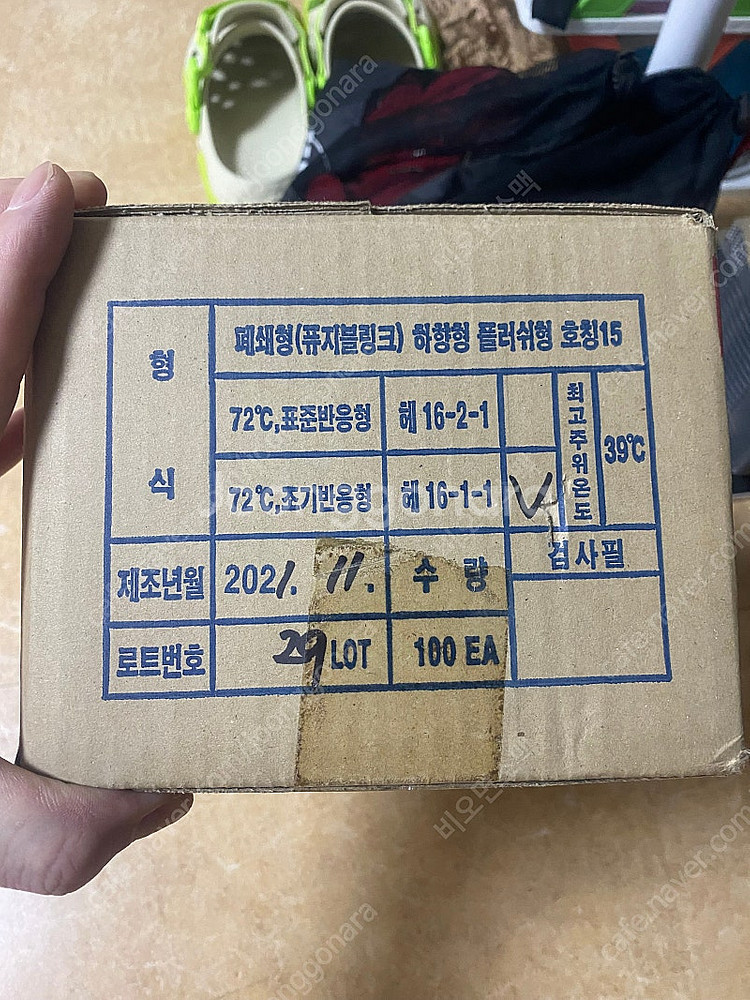 형식
폐쇄형(퓨지블링크) 하향형 플러쉬형 호칭15
72℃,표준반응형 헤 16-2-1
72℃,조기반응형 헤 16-1-1 V
최고주위온도 39℃
제조년월 2021. 11. 수 량 검사필
로트번호 29 LOT 100 EA
cafe.naver.com